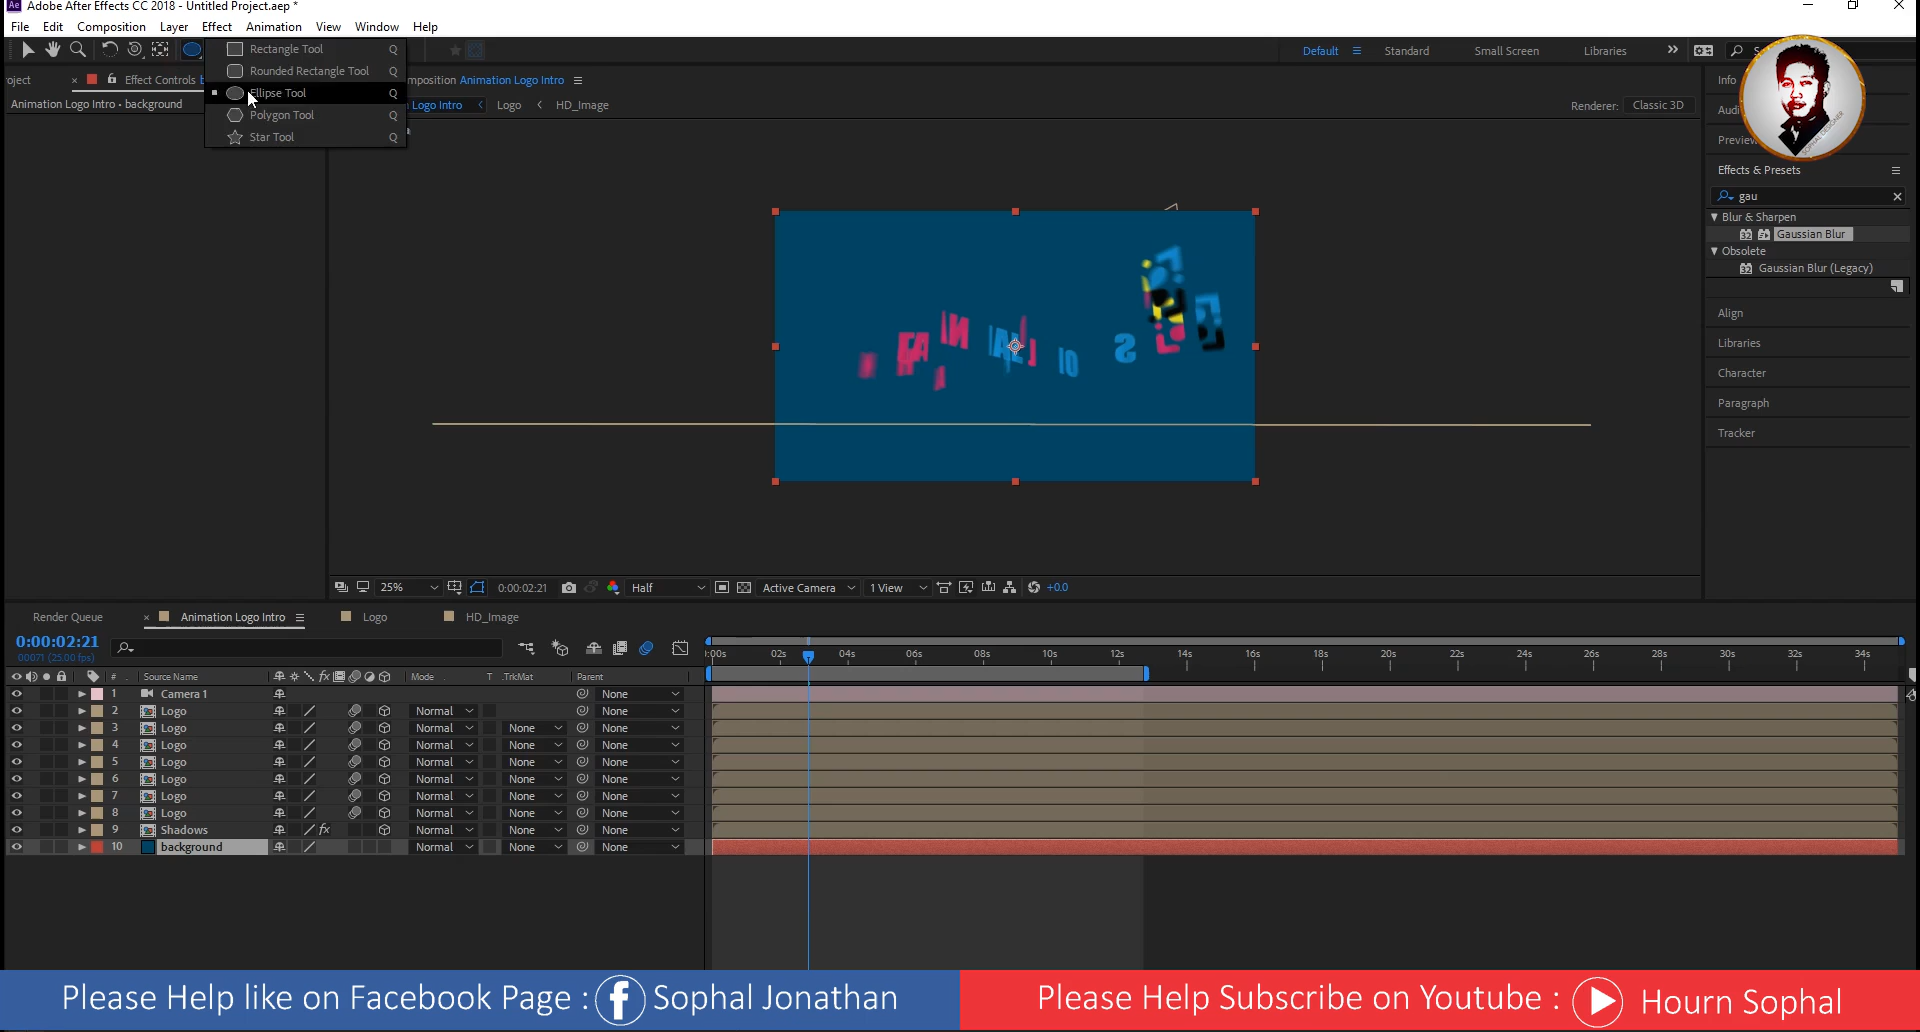 Adobe After Effects CC 2018 - Untitled Project.aep *
File Edit Composition Layer Effect Animation View Window Help
Rectangle Tool Q
Rounded Rectangle Tool Q
Ellipse Tool Q
Polygon Tool Q
Star Tool Q
Default Standard Small Screen Libraries
oject Effect Controls b
Animation Logo Intro • background
mposition Animation Logo Intro
Logo Intro Logo HD_Image
Renderer: Classic 3D
Info
Audi
Preview
Effects & Presets
gau
Blur & Sharpen
Gaussian Blur
Obsolete
Gaussian Blur (Legacy)
Align
Libraries
Character
Paragraph
Tracker
25% 0:00:02:21 Half Active Camera 1 View +0.0
Render Queue Animation Logo Intro Logo HD_Image
0:00:02:21
00071 (25.00 fps)
:00s 02s 04s 06s 08s 10s 12s 14s 16s 18s 20s 22s 24s 26s 28s 30s 32s 34s
# Source Name fx Mode T .TrkMat Parent
1 Camera 1 None
2 Logo Normal None
3 Logo Normal None None
4 Logo Normal None None
5 Logo Normal None None
6 Logo Normal None None
7 Logo Normal None None
8 Logo Normal None None
9 Shadows fx Normal None None
10 background Normal None None
Please Help like on Facebook Page : f Sophal Jonathan
Please Help Subscribe on Youtube : Hourn Sophal